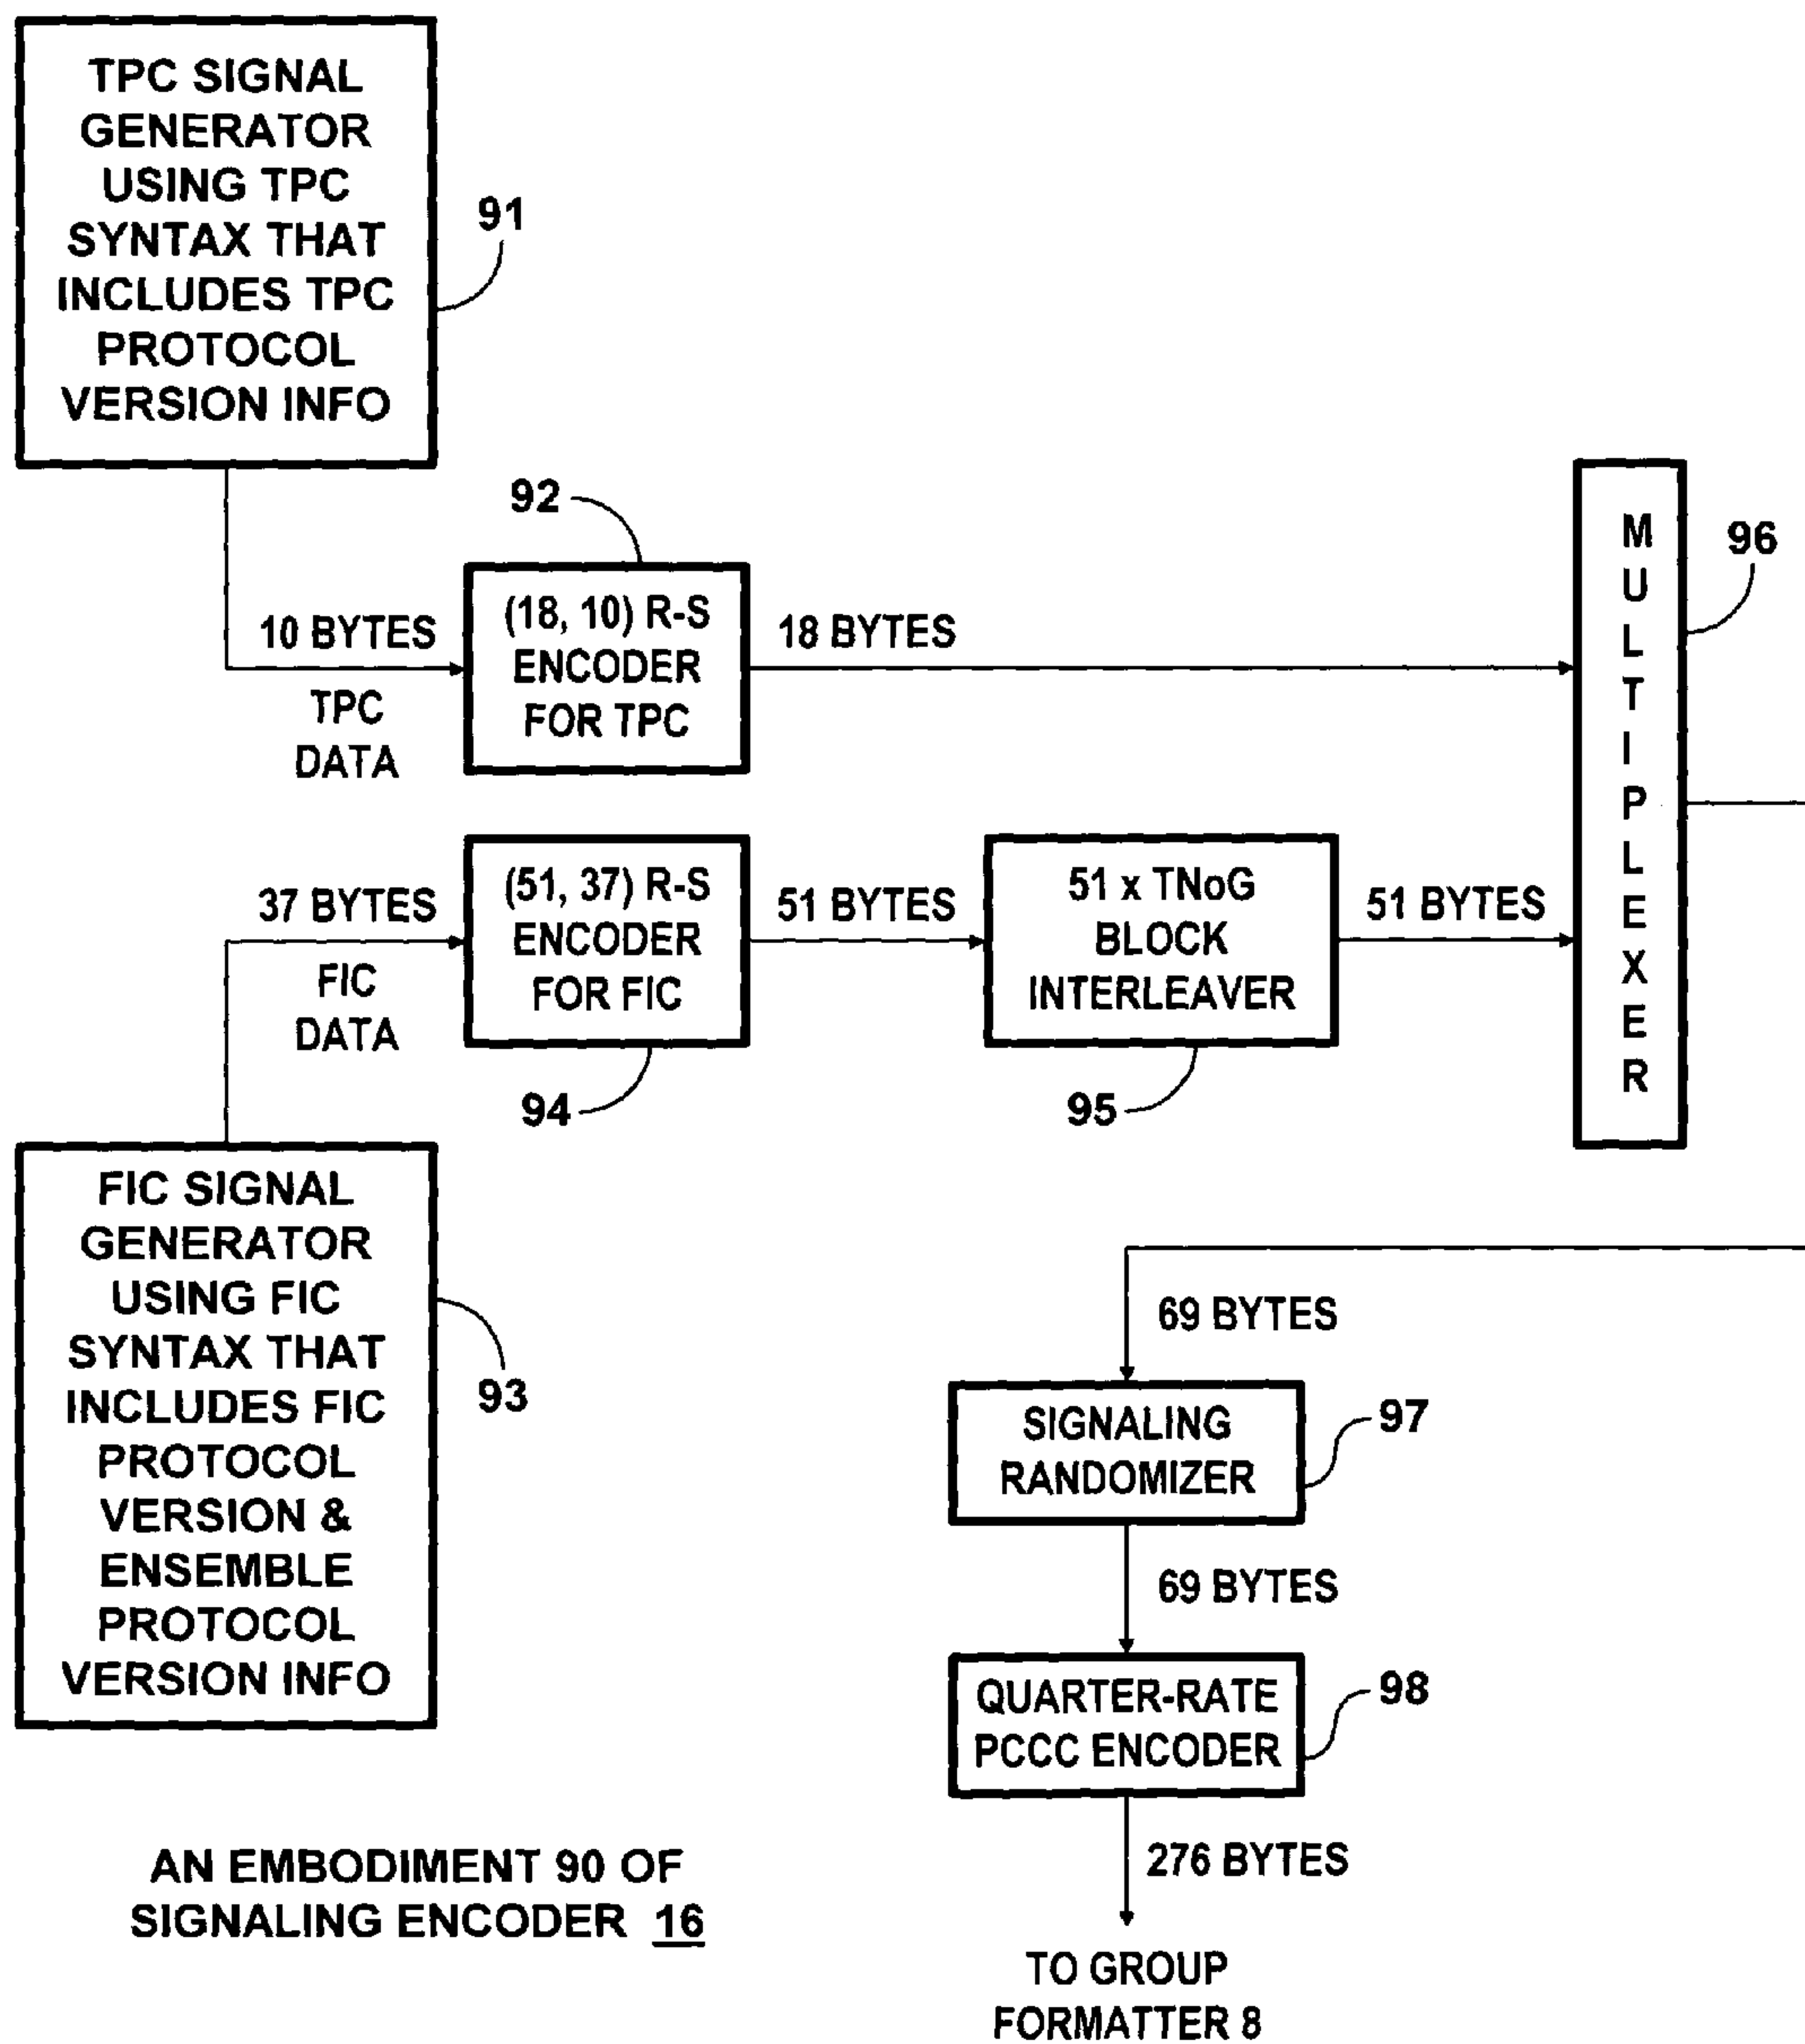 TPC SIGNAL
GENERATOR
USING TPC
SYNTAX THAT
INCLUDES TPC
PROTOCOL
VERSION INFO
91
92
10 BYTES
TPC
DATA
(18, 10) R-S
ENCODER
FOR TPC
18 BYTES
MULTIPLEXER
96
37 BYTES
FIC
DATA
(51, 37) R-S
ENCODER
FOR FIC
94
51 BYTES
51 x TNoG
BLOCK
INTERLEAVER
95
51 BYTES
FIC SIGNAL
GENERATOR
USING FIC
SYNTAX THAT
INCLUDES FIC
PROTOCOL
VERSION &
ENSEMBLE
PROTOCOL
VERSION INFO
93
69 BYTES
SIGNALING
RANDOMIZER
97
69 BYTES
QUARTER-RATE
PCCC ENCODER
98
276 BYTES
TO GROUP
FORMATTER 8
AN EMBODIMENT 90 OF
SIGNALING ENCODER 16